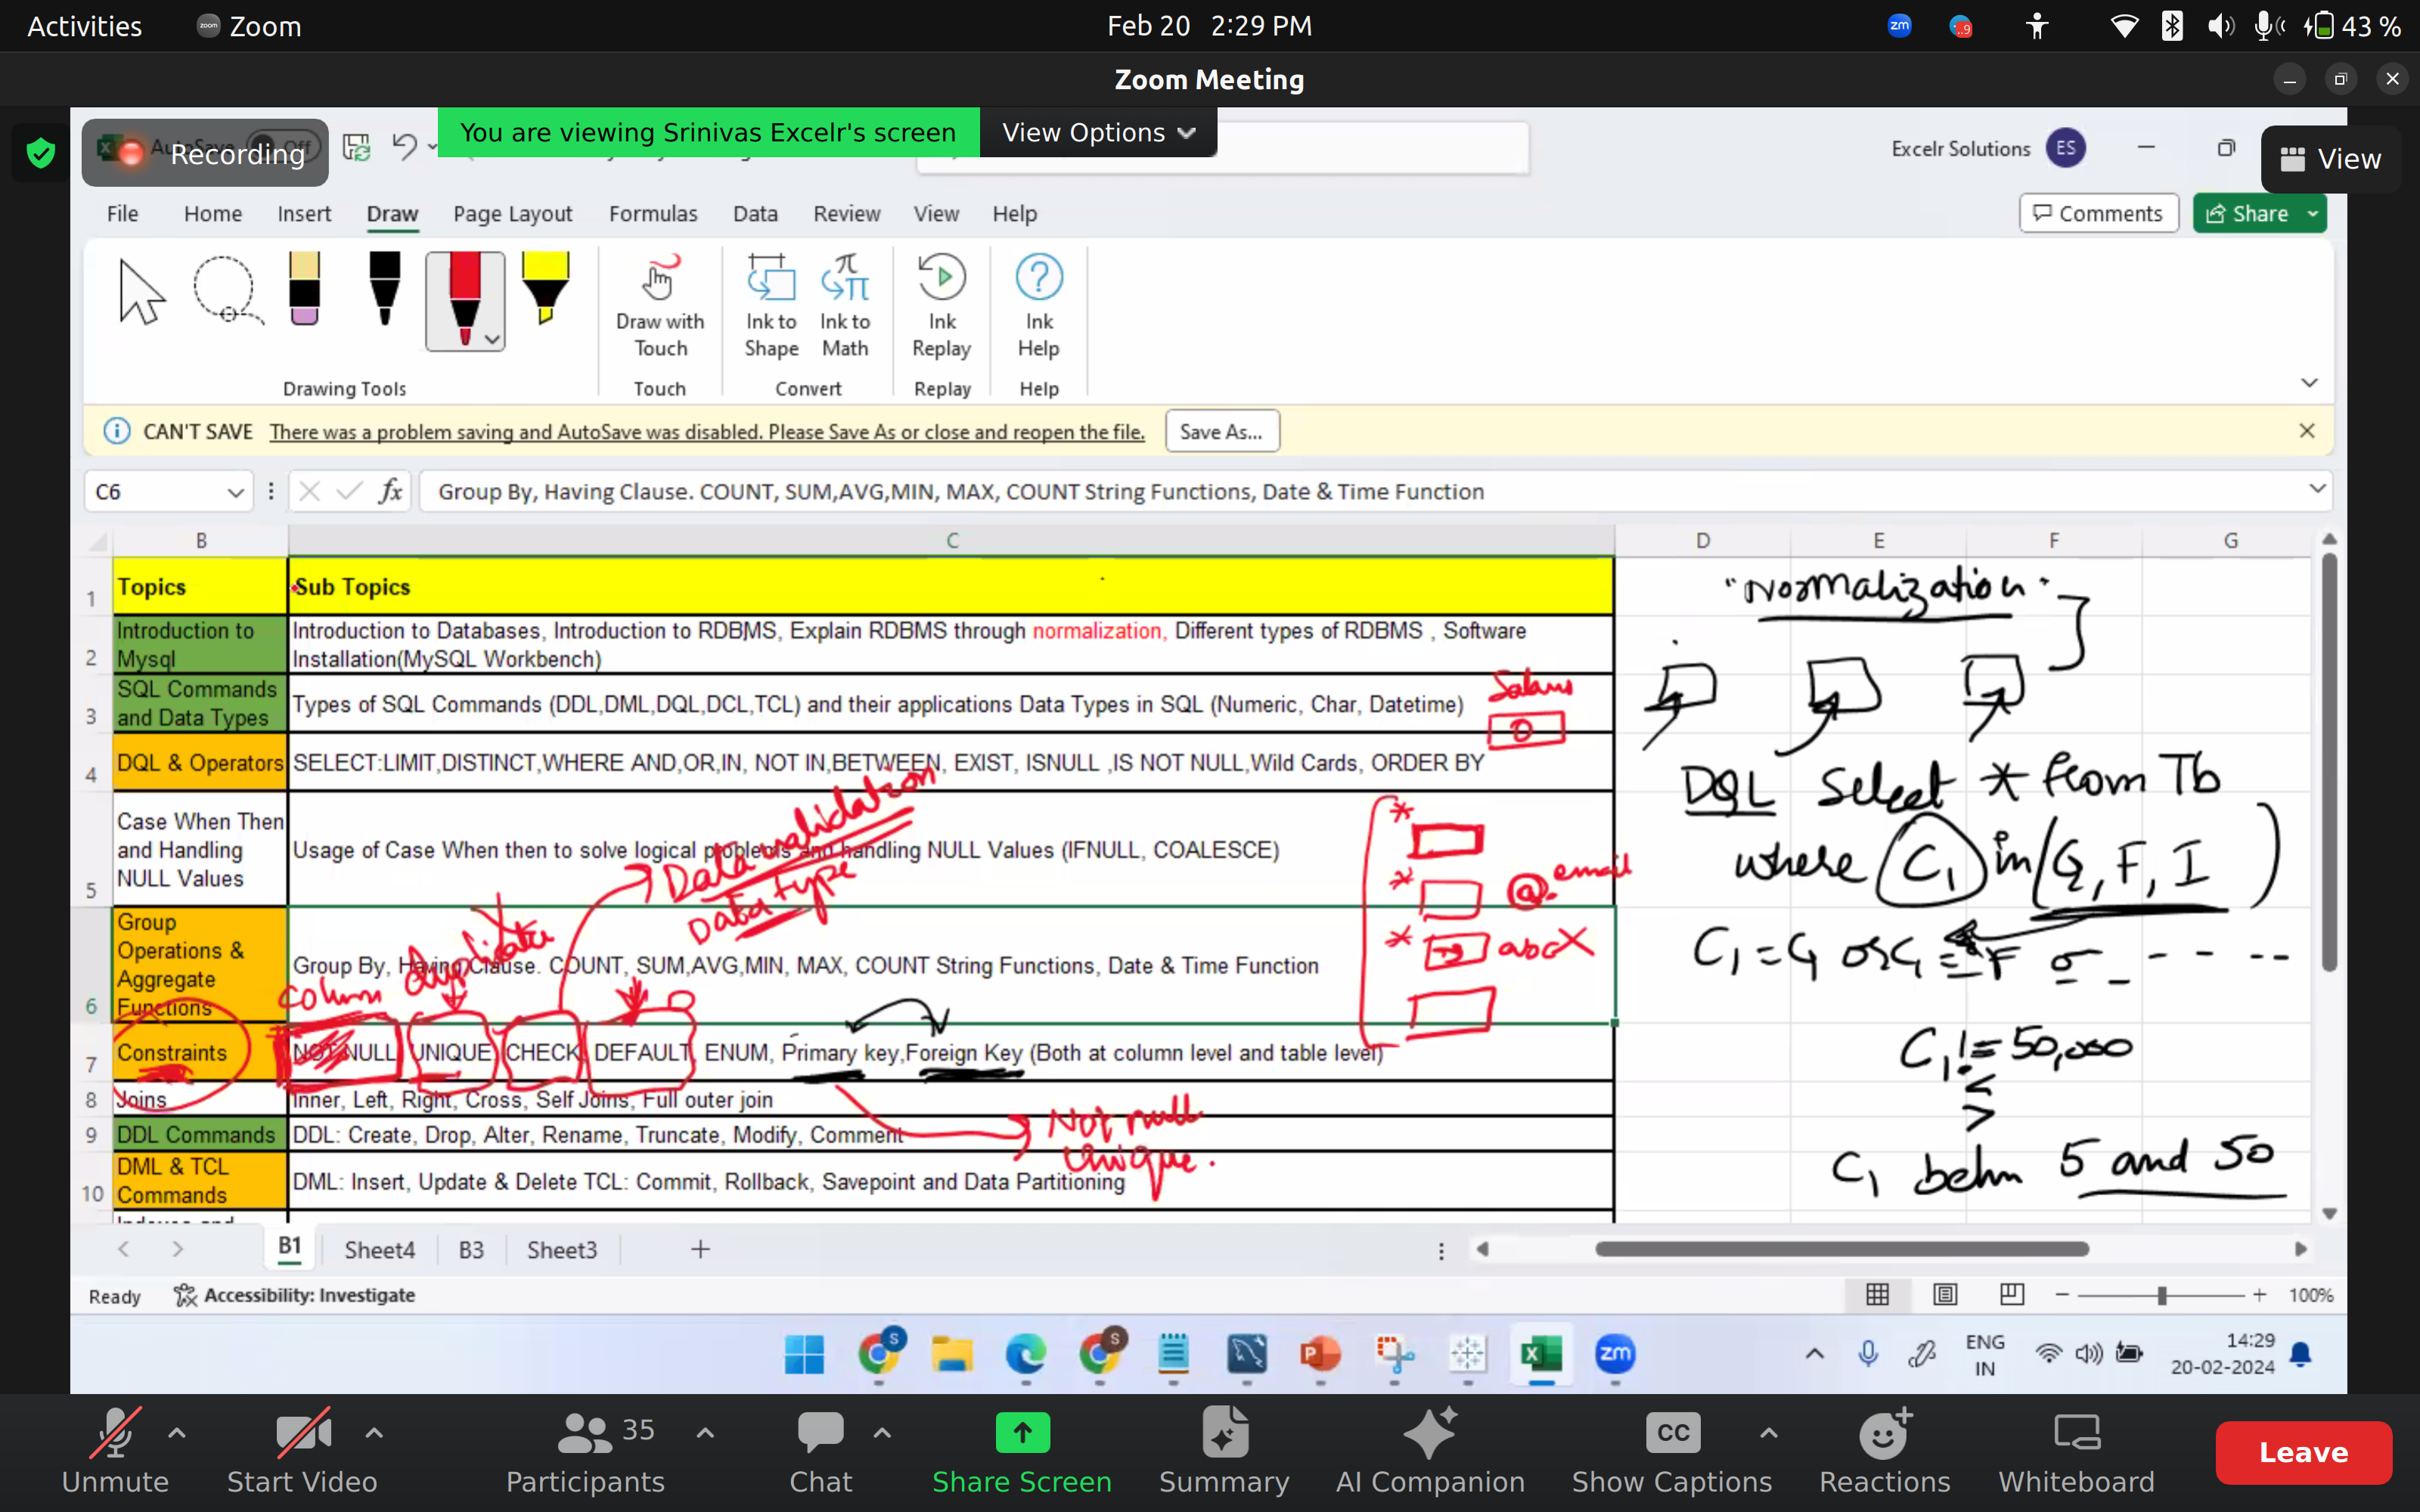 Activities Zoom Feb 20 2:29 PM zm 43 %
Zoom Meeting
Recording You are viewing Srinivas Excelr's screen View Options Excelr Solutions ES View
File Home Insert Draw Page Layout Formulas Data Review View Help Comments Share
Draw with Touch Ink to Shape Ink to Math Ink Replay Ink Help
Drawing Tools Touch Convert Replay Help
CAN'T SAVE There was a problem saving and AutoSave was disabled. Please Save As or close and reopen the file. Save As...
C6 fx Group By, Having Clause. COUNT, SUM,AVG,MIN, MAX, COUNT String Functions, Date & Time Function
B C D E F G
1 Topics Sub Topics
2 Introduction to Mysql Introduction to Databases, Introduction to RDBMS, Explain RDBMS through normalization, Different types of RDBMS , Software Installation(MySQL Workbench)
3 SQL Commands and Data Types Types of SQL Commands (DDL,DML,DQL,DCL,TCL) and their applications Data Types in SQL (Numeric, Char, Datetime)
4 DQL & Operators SELECT:LIMIT,DISTINCT,WHERE AND,OR,IN, NOT IN,BETWEEN, EXIST, ISNULL ,IS NOT NULL,Wild Cards, ORDER BY
5 Case When Then and Handling NULL Values Usage of Case When then to solve logical problems and handling NULL Values (IFNULL, COALESCE)
6 Group Operations & Aggregate Functions Group By, Having Clause. COUNT, SUM,AVG,MIN, MAX, COUNT String Functions, Date & Time Function
7 Constraints NOT NULL UNIQUE CHECK DEFAULT, ENUM, Primary key,Foreign Key (Both at column level and table level)
8 Joins Inner, Left, Right, Cross, Self Joins, Full outer join
9 DDL Commands DDL: Create, Drop, Alter, Rename, Truncate, Modify, Comment
10 DML & TCL Commands DML: Insert, Update & Delete TCL: Commit, Rollback, Savepoint and Data Partitioning
Data validation
Data type
column
duplicate
0
@. email
abc X
Not null
Unique.
"Normalization"
DQL Select * from Tb
where C1 in (G, F, I)
C1 != 50,000
<
>
5 and 50
B1 Sheet4 B3 Sheet3
Ready Accessibility: Investigate 100%
S S P X zm ENG IN 14:29 20-02-2024
35
Unmute Start Video Participants Chat Share Screen Summary AI Companion CC Show Captions Reactions Whiteboard Leave